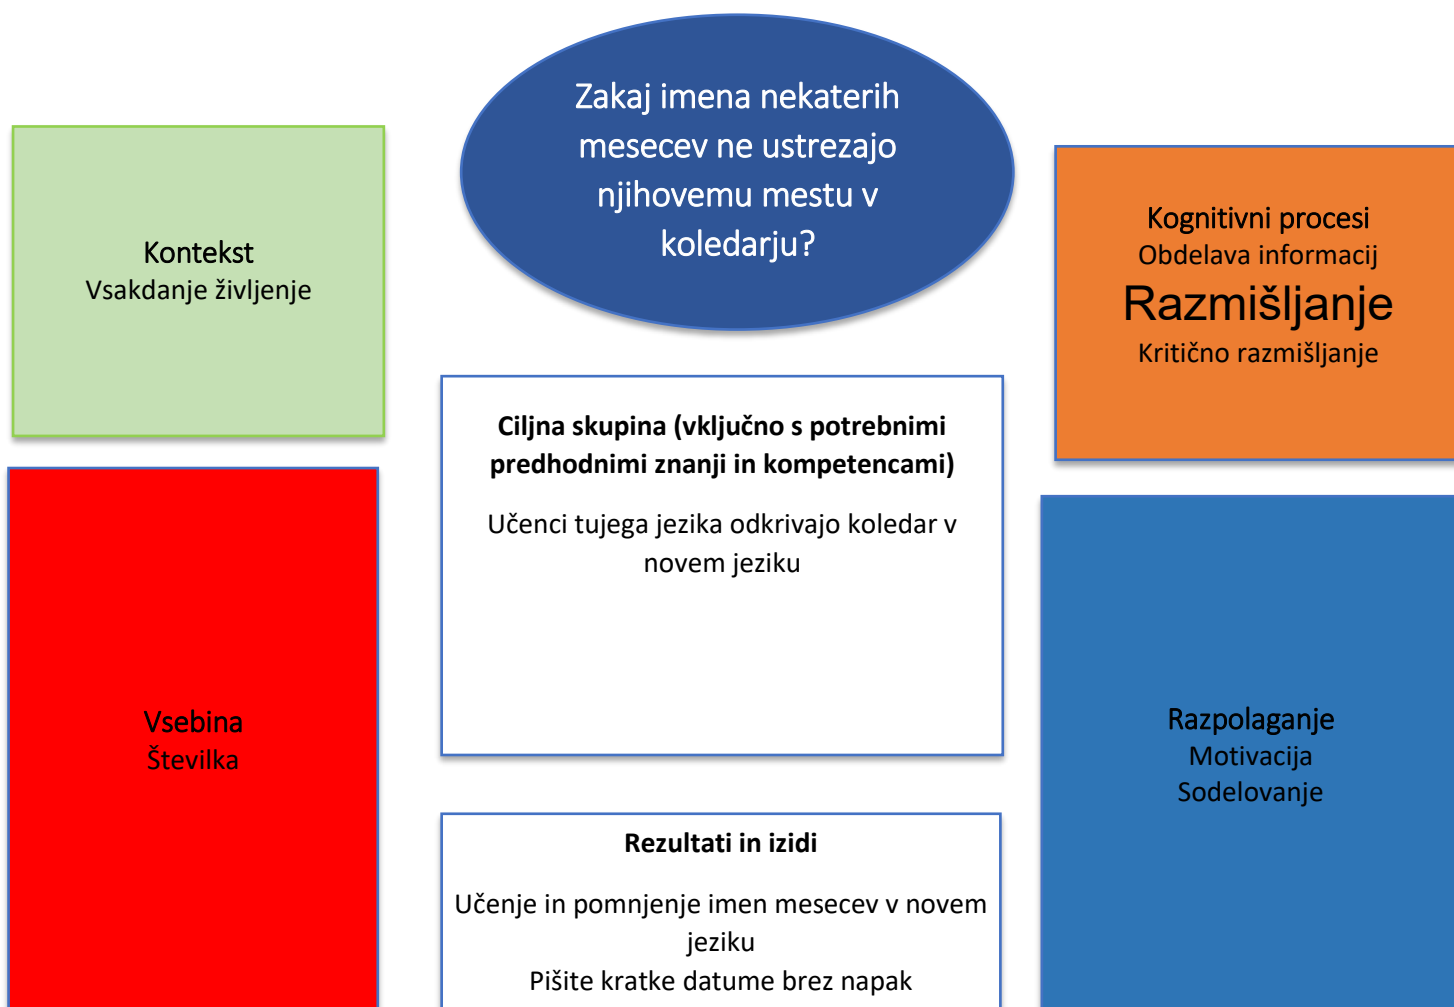 Zakaj imena nekaterih
mesecev ne ustrezajo
njihovemu mestu v
koledarju?
Kontekst
Vsakdanje življenje
Kognitivni procesi
Obdelava informacij
Razmišljanje
Kritično razmišljanje
Ciljna skupina (vključno s potrebnimi
predhodnimi znanji in kompetencami)
Učenci tujega jezika odkrivajo koledar v
novem jeziku
Vsebina
Številka
Razpolaganje
Motivacija
Sodelovanje
Rezultati in izidi
Učenje in pomnjenje imen mesecev v novem
jeziku
Pišite kratke datume brez napak